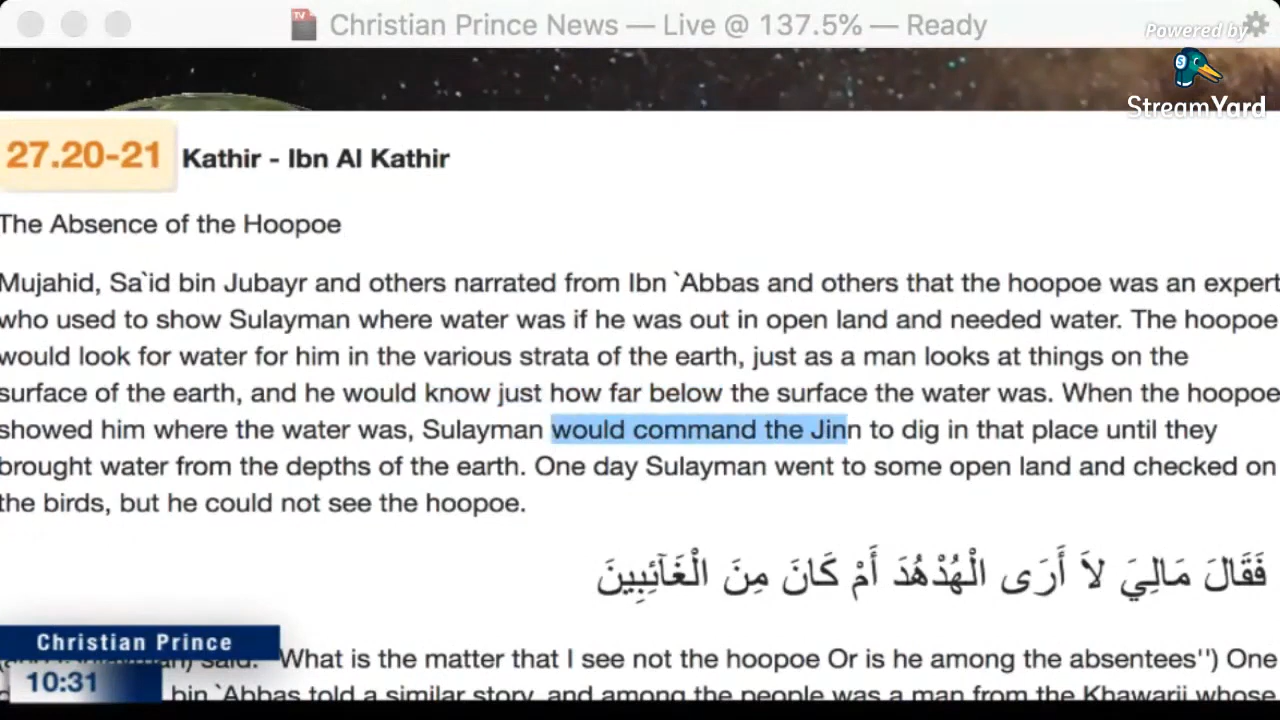 Christian Prince News — Live @ 137.5% — Ready
Powered by
StreamYard
27.20-21 Kathir - Ibn Al Kathir
The Absence of the Hoopoe
Mujahid, Sa`id bin Jubayr and others narrated from Ibn `Abbas and others that the hoopoe was an expert
who used to show Sulayman where water was if he was out in open land and needed water. The hoopoe
would look for water for him in the various strata of the earth, just as a man looks at things on the
surface of the earth, and he would know just how far below the surface the water was. When the hoopoe
showed him where the water was, Sulayman would command the Jinn to dig in that place until they
brought water from the depths of the earth. One day Sulayman went to some open land and checked on
the birds, but he could not see the hoopoe.
فَقَالَ مَالِيَ لاَ أَرَى الْهُدْهُدَ أَمْ كَانَ مِنَ الْغَآئِبِينَ
Christian Prince
said: "What is the matter that I see not the hoopoe Or is he among the absentees'') One
10:31
bin `Abbas told a similar story, and among the people was a man from the Khawarij whose